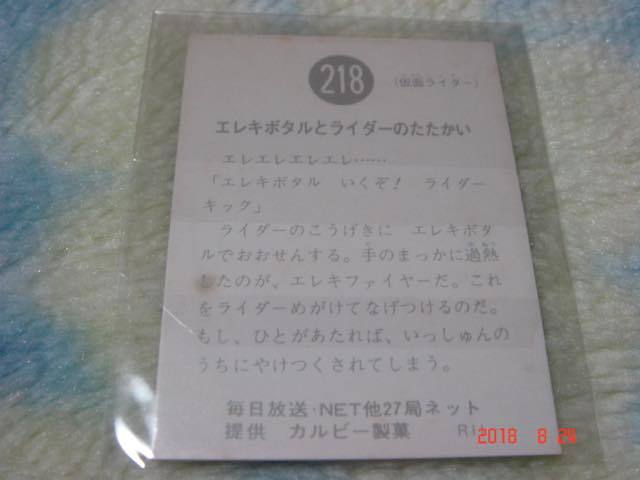 218
(仮面ライダー)
エレキボタルとライダーのたたかい
エレエレエレエレ……
「エレキボタル いくぞ! ライダー
キック」
ライダーのこうげきに エレキボタ
ルでおおせんする。手のまっかに過熱
したのが、エレキファイヤーだ。これ
をライダーめがけてなげつけるのだ。
もし、ひとがあたれば、いっしゅんの
うちにやけつくされてしまう。
毎日放送・NET他27局ネット
提供 カルビー製菓
2018 8 24